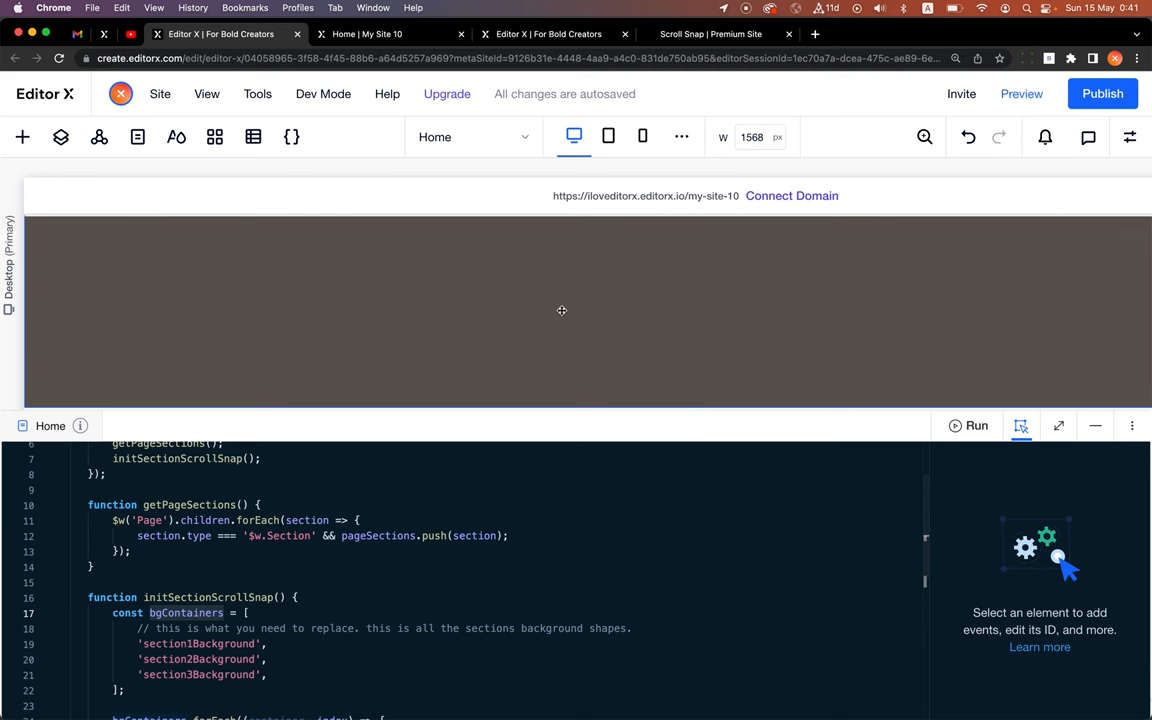 Chrome File Edit View History Bookmarks Profiles Tab Window Help 11d A Sun 15 May 0:41
Editor X | For Bold Creators Home | My Site 10 Editor X | For Bold Creators Scroll Snap | Premium Site
create.editorx.com/edit/editor-x/04058965-3f58-4f45-88b6-a64d5257a969?metaSiteId=9126b31e-4448-4aa9-a4c0-831de750ab95&editorSessionId=1ec70a7a-dcea-475c-ae89-6e...
Editor X Site View Tools Dev Mode Help Upgrade All changes are autosaved Invite Preview Publish
Home W 1568 px
https://iloveditorx.editorx.io/my-site-10 Connect Domain
Desktop (Primary)
Home Run
6 getPageSections();
7 initSectionScrollSnap();
8 });
9
10 function getPageSections() {
11 $w('Page').children.forEach(section => {
12 section.type === '$w.Section' && pageSections.push(section);
13 });
14 }
15
16 function initSectionScrollSnap() {
17 const bgContainers = [
18 // this is what you need to replace. this is all the sections background shapes.
19 'section1Background',
20 'section2Background',
21 'section3Background',
22 ];
23
bgContainers.forEach((container, index) => {
Select an element to add
events, edit its ID, and more.
Learn more